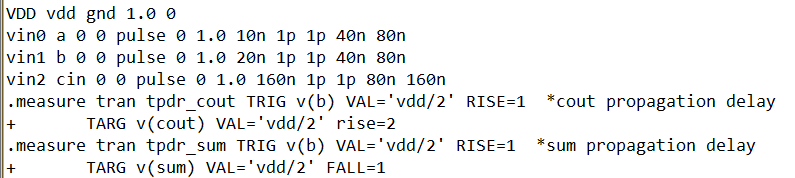 VDD vdd gnd 1.0 0
vin0 a 0 0 pulse 0 1.0 10n 1p 1p 40n 80n
vin1 b 0 0 pulse 0 1.0 20n 1p 1p 40n 80n
vin2 cin 0 0 pulse 0 1.0 160n 1p 1p 80n 160n
.measure tran tpdr_cout TRIG v(b) VAL='vdd/2' RISE=1  *cout propagation delay
+       TARG v(cout) VAL='vdd/2' rise=2
.measure tran tpdr_sum TRIG v(b) VAL='vdd/2' RISE=1  *sum propagation delay
+       TARG v(sum) VAL='vdd/2' FALL=1